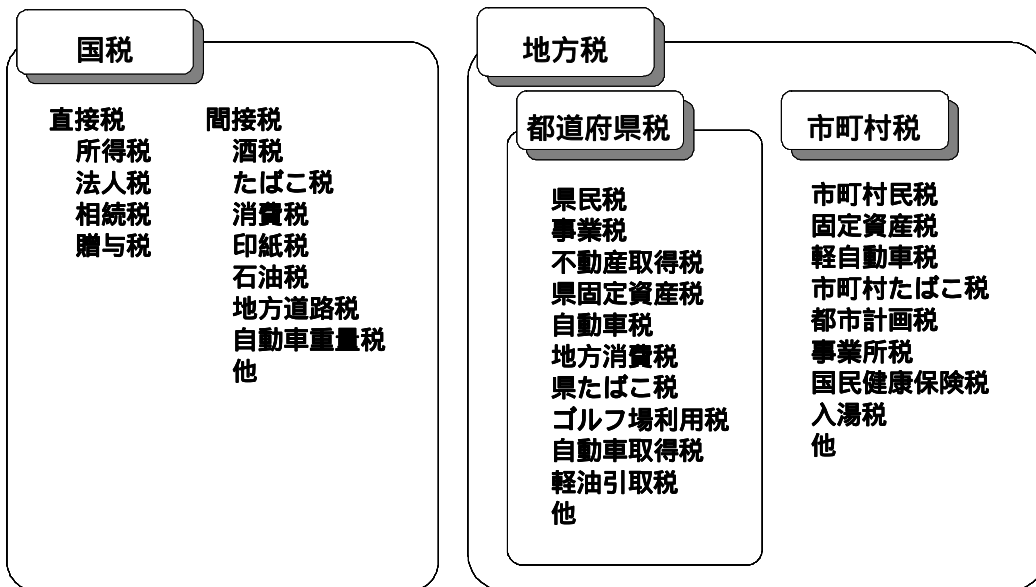 国税
直接税
所得税
法人税
相続税
贈与税
間接税
酒税
たばこ税
消費税
印紙税
石油税
地方道路税
自動車重量税
他
地方税
都道府県税
県民税
事業税
不動産取得税
県固定資産税
自動車税
地方消費税
県たばこ税
ゴルフ場利用税
自動車取得税
軽油引取税
他
市町村税
市町村民税
固定資産税
軽自動車税
市町村たばこ税
都市計画税
事業所税
国民健康保険税
入湯税
他